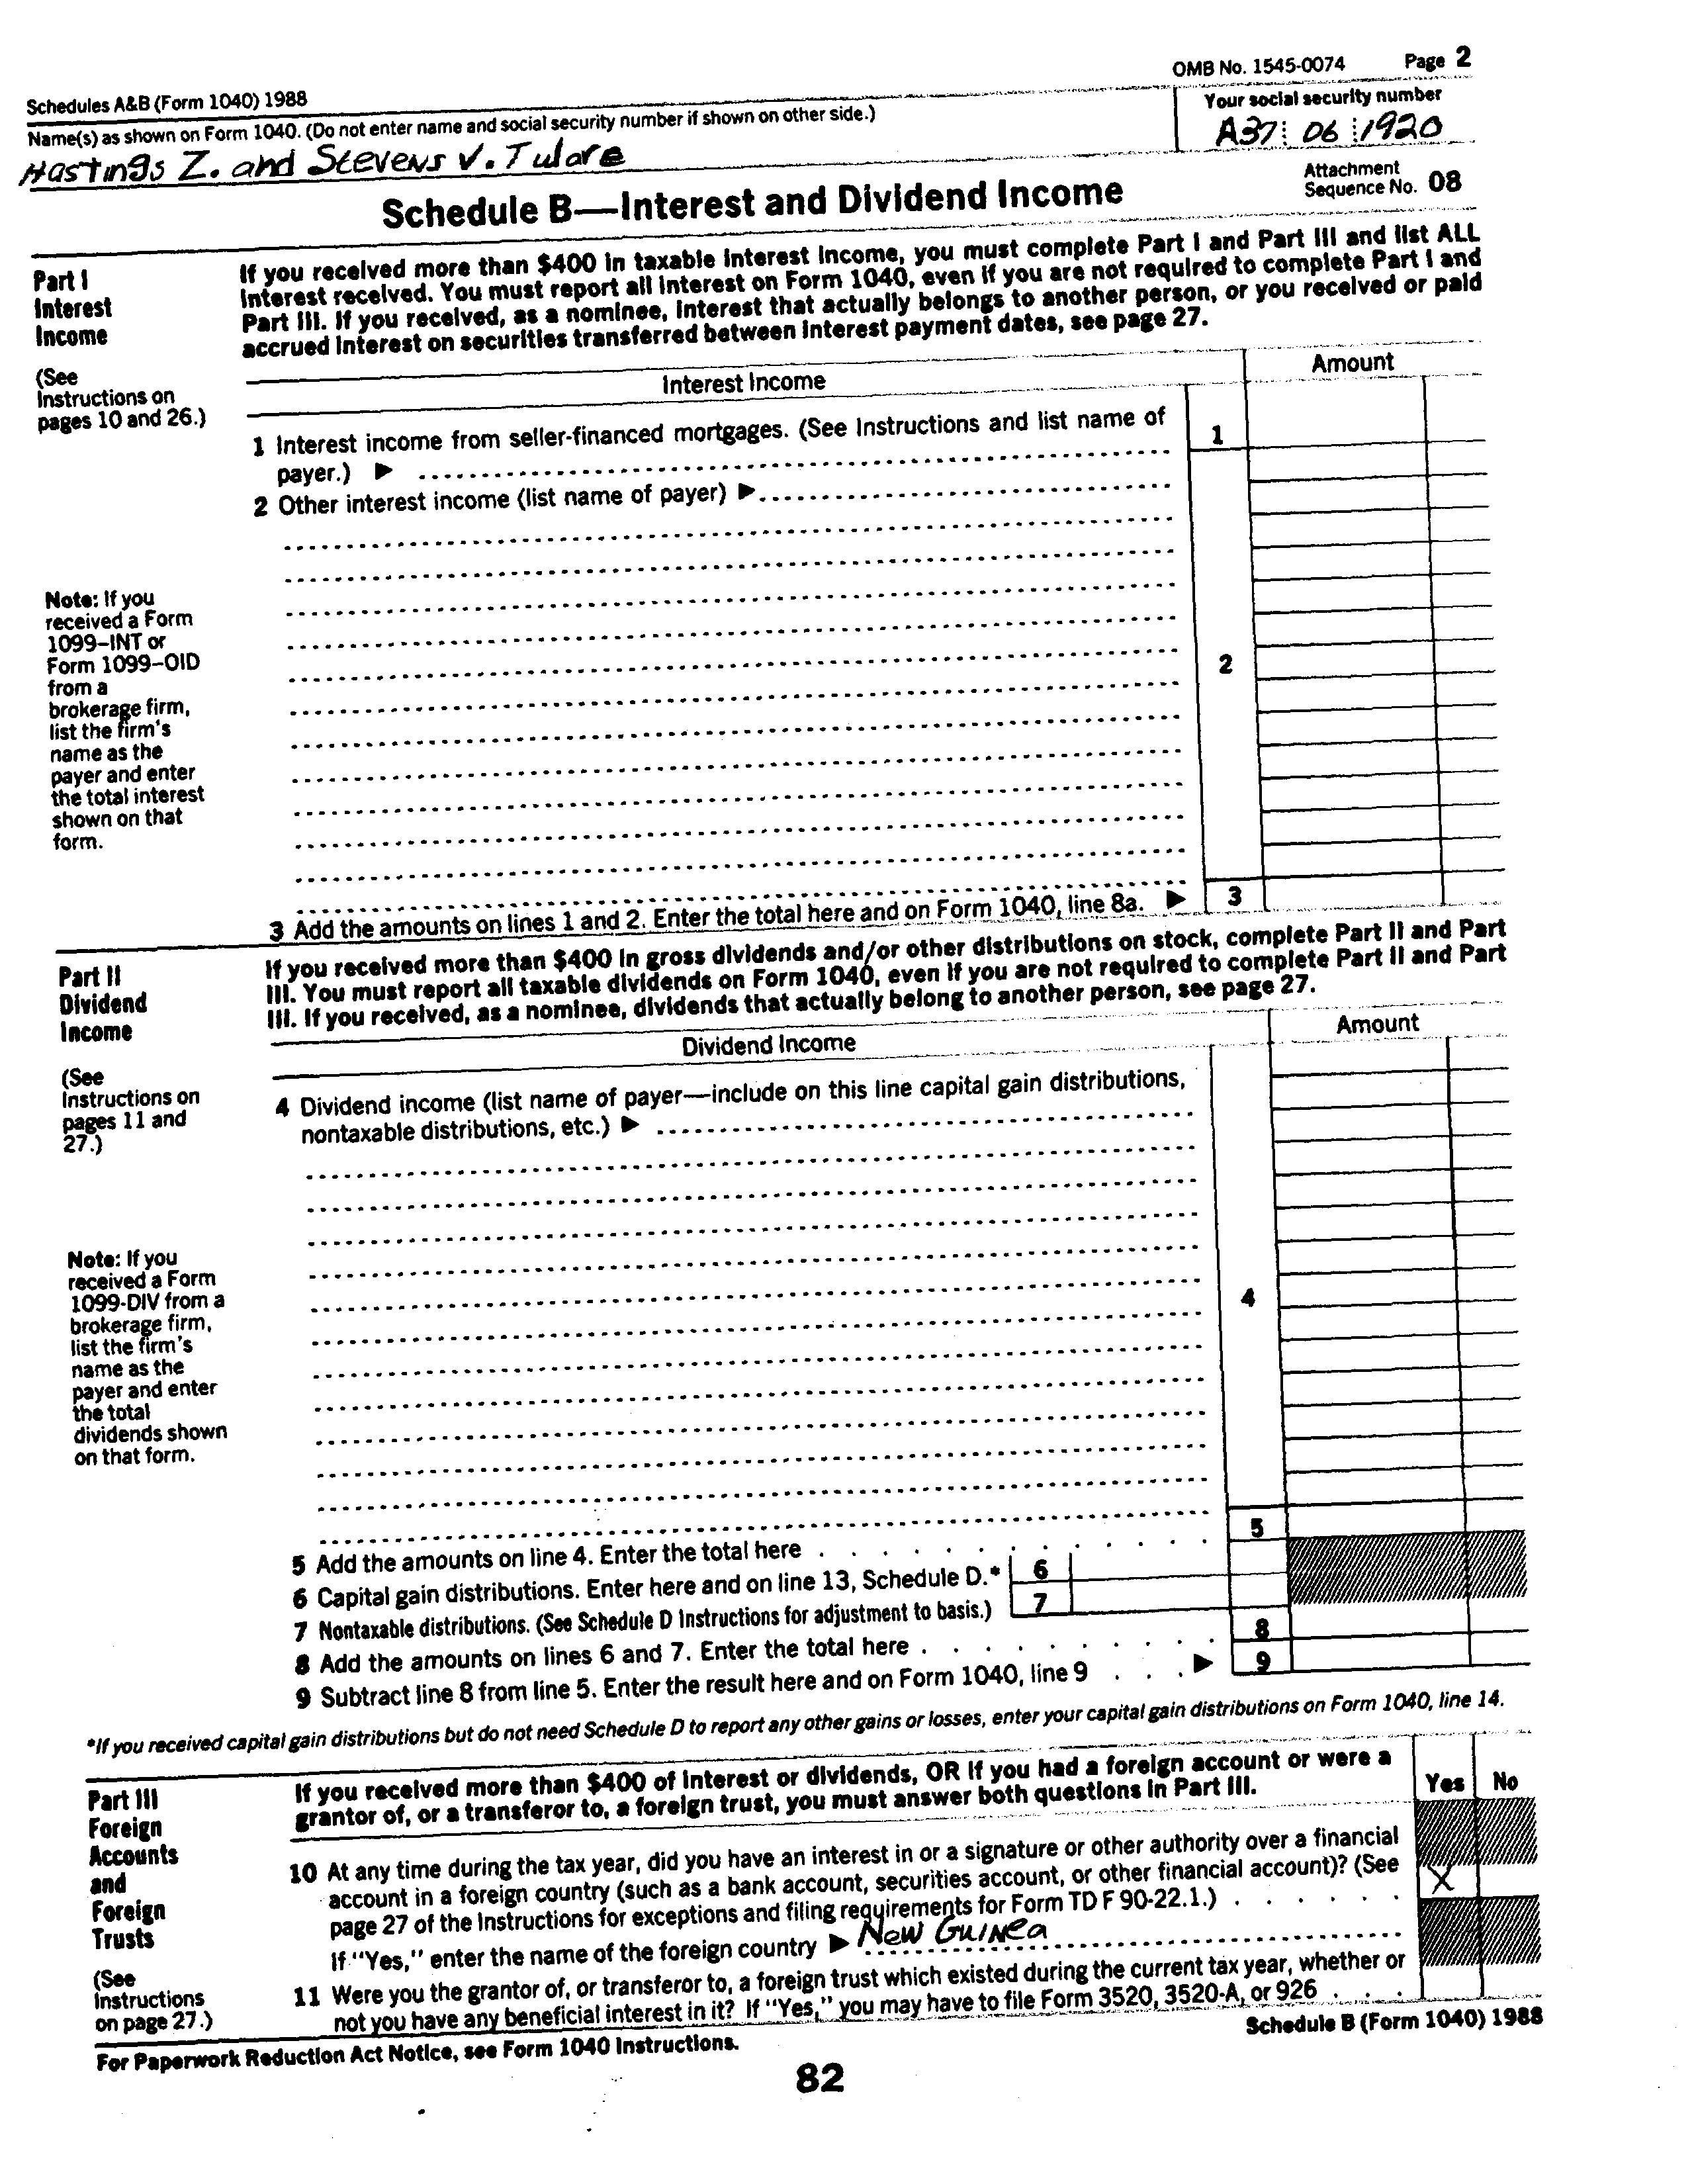 OMB No. 1545-0074 Page 2
Schedules A&B (Form 1040) 1988
Name(s) as shown on Form 1040. (Do not enter name and social security number if shown on other side.)
Your social security number
Hastings Z. and Stevens V. Tulare
A37 06 1920
Attachment
Sequence No. 08
Schedule B—Interest and Dividend Income
Part I
Interest
Income
(See
Instructions on
pages 10 and 26.)
If you received more than $400 in taxable interest income, you must complete Part I and Part III and list ALL
interest received. You must report all interest on Form 1040, even if you are not required to complete Part I and
Part III. If you received, as a nominee, interest that actually belongs to another person, or you received or paid
accrued interest on securities transferred between interest payment dates, see page 27.
Interest Income
Amount
1 Interest income from seller-financed mortgages. (See Instructions and list name of
payer.) ▶
1
2 Other interest income (list name of payer) ▶
Note: If you
received a Form
1099–INT or
Form 1099–OID
from a
brokerage firm,
list the firm's
name as the
payer and enter
the total interest
shown on that
form.
2
3 Add the amounts on lines 1 and 2. Enter the total here and on Form 1040, line 8a. ▶ 3
Part II
Dividend
Income
(See
Instructions on
pages 11 and
27.)
If you received more than $400 in gross dividends and/or other distributions on stock, complete Part II and Part
III. You must report all taxable dividends on Form 1040, even if you are not required to complete Part II and Part
III. If you received, as a nominee, dividends that actually belong to another person, see page 27.
Dividend Income
Amount
4 Dividend income (list name of payer—include on this line capital gain distributions,
nontaxable distributions, etc.) ▶
Note: If you
received a Form
1099-DIV from a
brokerage firm,
list the firm's
name as the
payer and enter
the total
dividends shown
on that form.
4
5 Add the amounts on line 4. Enter the total here 5
6 Capital gain distributions. Enter here and on line 13, Schedule D.* 6
7 Nontaxable distributions. (See Schedule D Instructions for adjustment to basis.) 7
8 Add the amounts on lines 6 and 7. Enter the total here 8
9 Subtract line 8 from line 5. Enter the result here and on Form 1040, line 9 ▶ 9
*If you received capital gain distributions but do not need Schedule D to report any other gains or losses, enter your capital gain distributions on Form 1040, line 14.
Part III
Foreign
Accounts
and
Foreign
Trusts
(See
Instructions
on page 27.)
If you received more than $400 of interest or dividends, OR if you had a foreign account or were a
grantor of, or a transferor to, a foreign trust, you must answer both questions in Part III.
Yes No
10 At any time during the tax year, did you have an interest in or a signature or other authority over a financial
account in a foreign country (such as a bank account, securities account, or other financial account)? (See
page 27 of the Instructions for exceptions and filing requirements for Form TD F 90-22.1.)
X
If "Yes," enter the name of the foreign country ▶ New Guinea
11 Were you the grantor of, or transferor to, a foreign trust which existed during the current tax year, whether or
not you have any beneficial interest in it? If "Yes," you may have to file Form 3520, 3520-A, or 926
For Paperwork Reduction Act Notice, see Form 1040 Instructions.
Schedule B (Form 1040) 1988
82